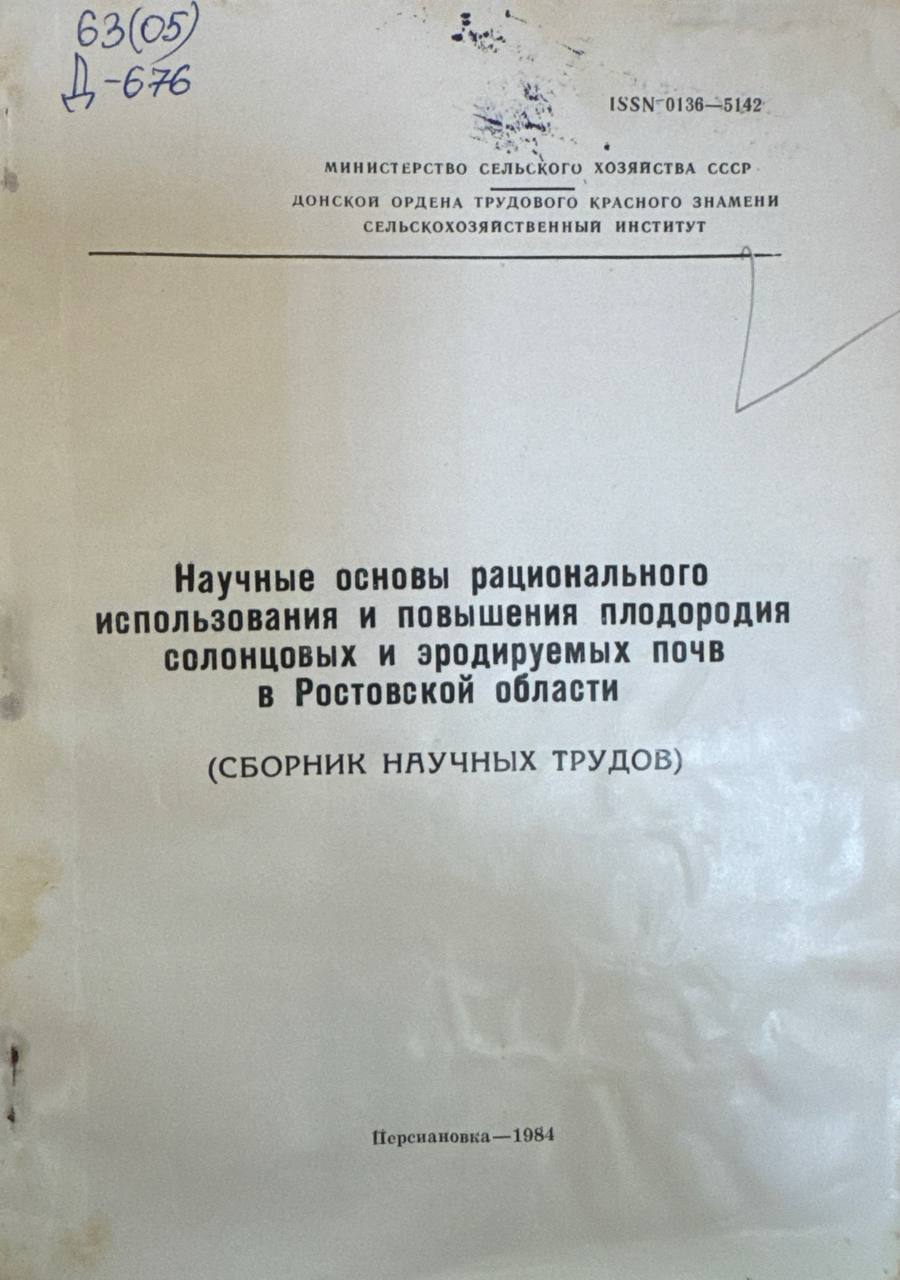 63(05)
Д-676
ISSN 0136—5142
МИНИСТЕРСТВО СЕЛЬСКОГО ХОЗЯЙСТВА СССР
ДОНСКОЙ ОРДЕНА ТРУДОВОГО КРАСНОГО ЗНАМЕНИ
СЕЛЬСКОХОЗЯЙСТВЕННЫЙ ИНСТИТУТ
Научные основы рационального
использования и повышения плодородия
солонцовых и эродируемых почв
в Ростовской области
(СБОРНИК НАУЧНЫХ ТРУДОВ)
Персиановка—1984